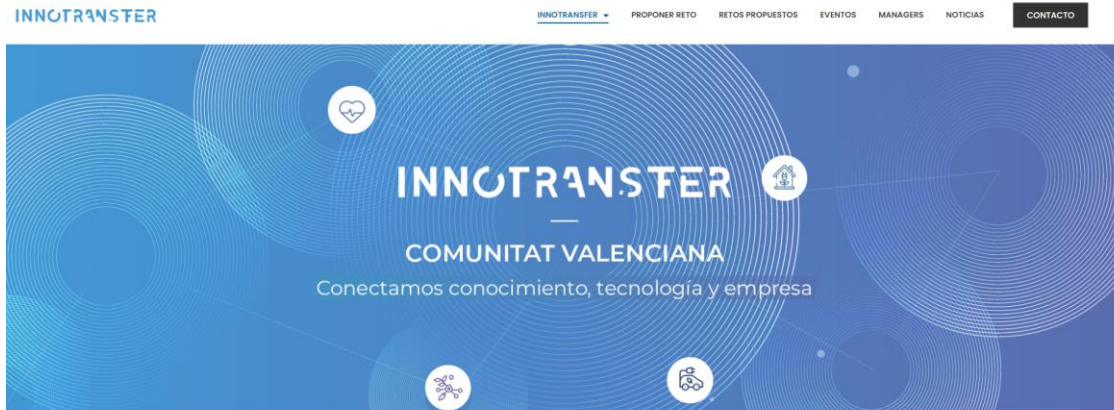 INNOTRANSFER
INNOTRANSFER PROPONER RETO RETOS PROPUESTOS EVENTOS MANAGERS NOTICIAS CONTACTO
INNOTRANSFER
COMUNITAT VALENCIANA
Conectamos conocimiento, tecnología y empresa